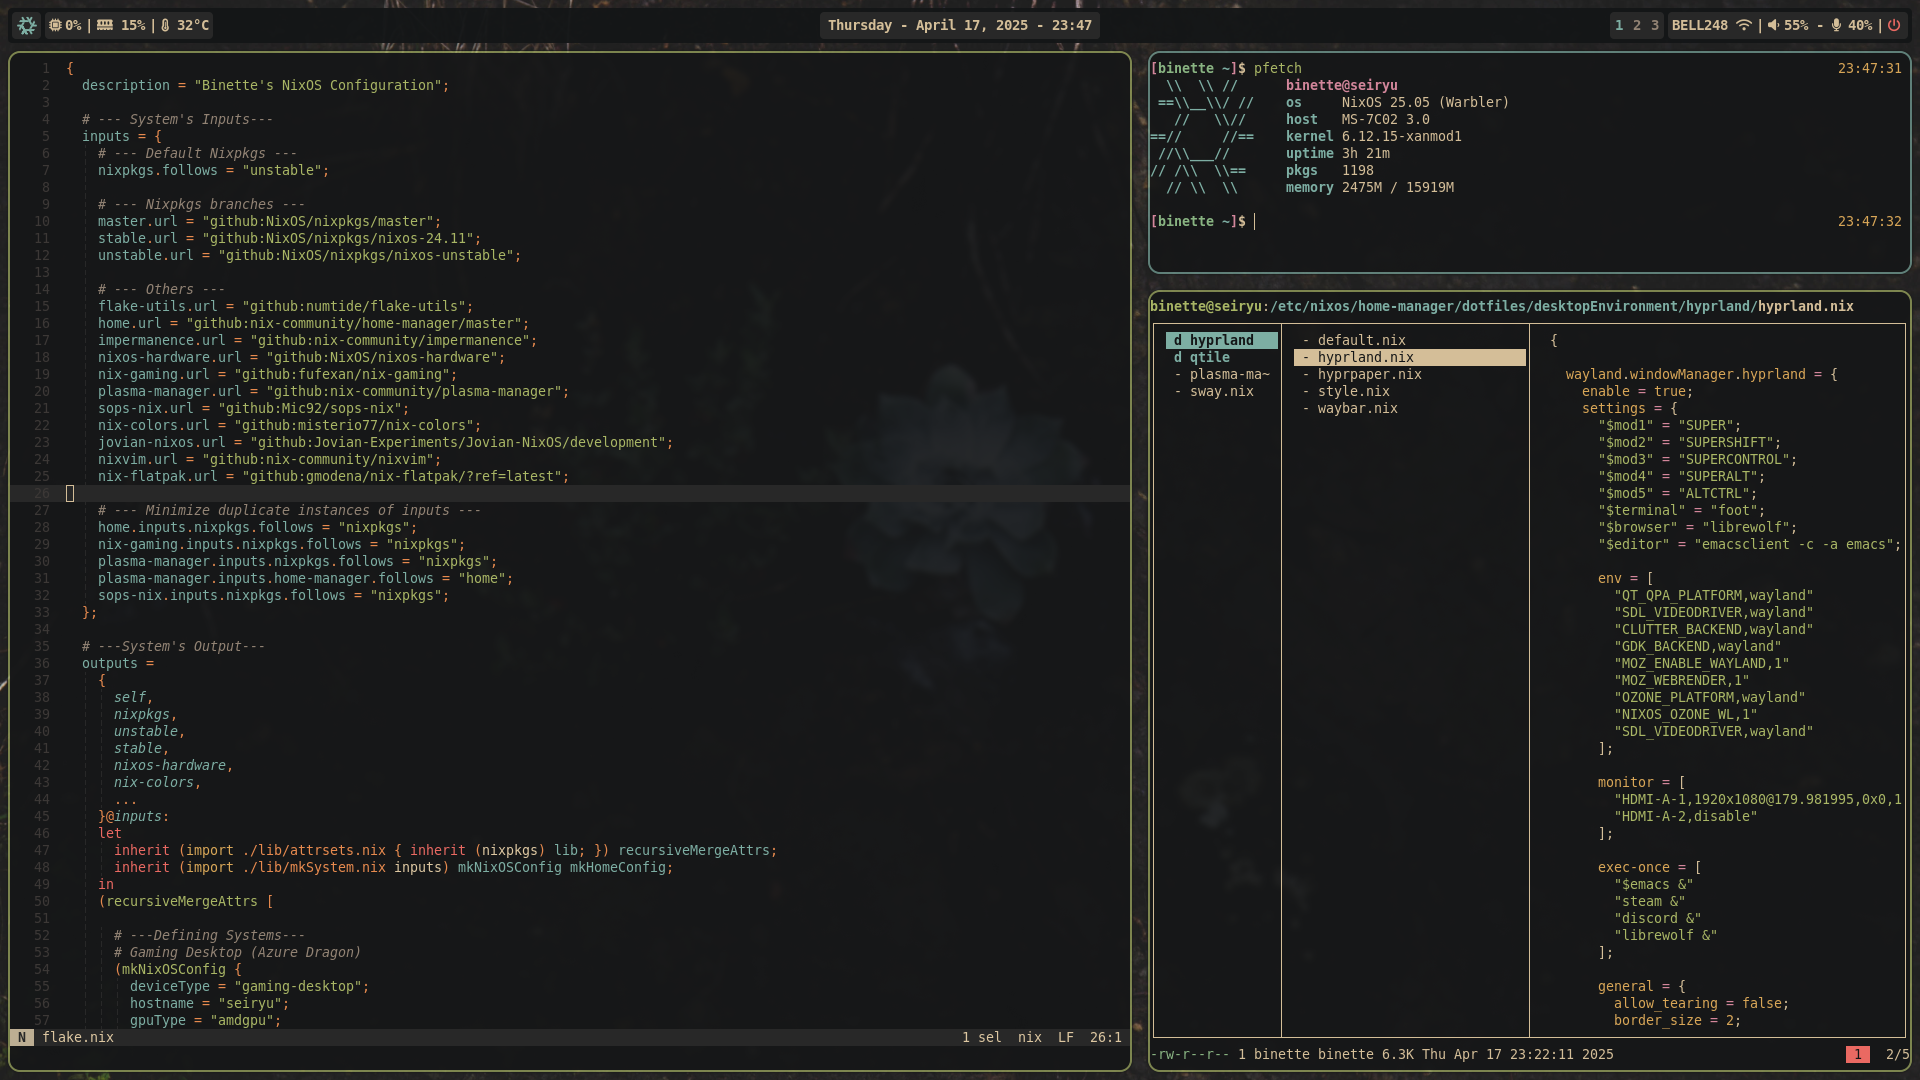 0% | 15% | 32°C
Thursday - April 17, 2025 - 23:47
1 2 3
BELL248 | 55% - 40% |
1 {
2 description = "Binette's NixOS Configuration";
3
4 # --- System's Inputs---
5 inputs = {
6 # --- Default Nixpkgs ---
7 nixpkgs.follows = "unstable";
8
9 # --- Nixpkgs branches ---
10 master.url = "github:NixOS/nixpkgs/master";
11 stable.url = "github:NixOS/nixpkgs/nixos-24.11";
12 unstable.url = "github:NixOS/nixpkgs/nixos-unstable";
13
14 # --- Others ---
15 flake-utils.url = "github:numtide/flake-utils";
16 home.url = "github:nix-community/home-manager/master";
17 impermanence.url = "github:nix-community/impermanence";
18 nixos-hardware.url = "github:NixOS/nixos-hardware";
19 nix-gaming.url = "github:fufexan/nix-gaming";
20 plasma-manager.url = "github:nix-community/plasma-manager";
21 sops-nix.url = "github:Mic92/sops-nix";
22 nix-colors.url = "github:misterio77/nix-colors";
23 jovian-nixos.url = "github:Jovian-Experiments/Jovian-NixOS/development";
24 nixvim.url = "github:nix-community/nixvim";
25 nix-flatpak.url = "github:gmodena/nix-flatpak/?ref=latest";
26
27 # --- Minimize duplicate instances of inputs ---
28 home.inputs.nixpkgs.follows = "nixpkgs";
29 nix-gaming.inputs.nixpkgs.follows = "nixpkgs";
30 plasma-manager.inputs.nixpkgs.follows = "nixpkgs";
31 plasma-manager.inputs.home-manager.follows = "home";
32 sops-nix.inputs.nixpkgs.follows = "nixpkgs";
33 };
34
35 # ---System's Output---
36 outputs =
37 {
38 self,
39 nixpkgs,
40 unstable,
41 stable,
42 nixos-hardware,
43 nix-colors,
44 ...
45 }@inputs:
46 let
47 inherit (import ./lib/attrsets.nix { inherit (nixpkgs) lib; }) recursiveMergeAttrs;
48 inherit (import ./lib/mkSystem.nix inputs) mkNixOSConfig mkHomeConfig;
49 in
50 (recursiveMergeAttrs [
51
52 # ---Defining Systems---
53 # Gaming Desktop (Azure Dragon)
54 (mkNixOSConfig {
55 deviceType = "gaming-desktop";
56 hostname = "seiryu";
57 gpuType = "amdgpu";
N flake.nix 1 sel nix LF 26:1
[binette ~]$ pfetch 23:47:31
\\  \\ // binette@seiryu
==\\__\\/ // os NixOS 25.05 (Warbler)
//   \\// host MS-7C02 3.0
==//     //== kernel 6.12.15-xanmod1
//\\___// uptime 3h 21m
// /\\  \\== pkgs 1198
// \\  \\ memory 2475M / 15919M
[binette ~]$ 23:47:32
binette@seiryu:/etc/nixos/home-manager/dotfiles/desktopEnvironment/hyprland/hyprland.nix
d hyprland
d qtile
- plasma-ma~
- sway.nix
- default.nix
- hyprland.nix
- hyprpaper.nix
- style.nix
- waybar.nix
{
wayland.windowManager.hyprland = {
enable = true;
settings = {
"$mod1" = "SUPER";
"$mod2" = "SUPERSHIFT";
"$mod3" = "SUPERCONTROL";
"$mod4" = "SUPERALT";
"$mod5" = "ALTCTRL";
"$terminal" = "foot";
"$browser" = "librewolf";
"$editor" = "emacsclient -c -a emacs";
env = [
"QT_QPA_PLATFORM,wayland"
"SDL_VIDEODRIVER,wayland"
"CLUTTER_BACKEND,wayland"
"GDK_BACKEND,wayland"
"MOZ_ENABLE_WAYLAND,1"
"MOZ_WEBRENDER,1"
"OZONE_PLATFORM,wayland"
"NIXOS_OZONE_WL,1"
"SDL_VIDEODRIVER,wayland"
];
monitor = [
"HDMI-A-1,1920x1080@179.981995,0x0,1
"HDMI-A-2,disable"
];
exec-once = [
"$emacs &"
"steam &"
"discord &"
"librewolf &"
];
general = {
allow_tearing = false;
border_size = 2;
-rw-r--r-- 1 binette binette 6.3K Thu Apr 17 23:22:11 2025 1 2/5